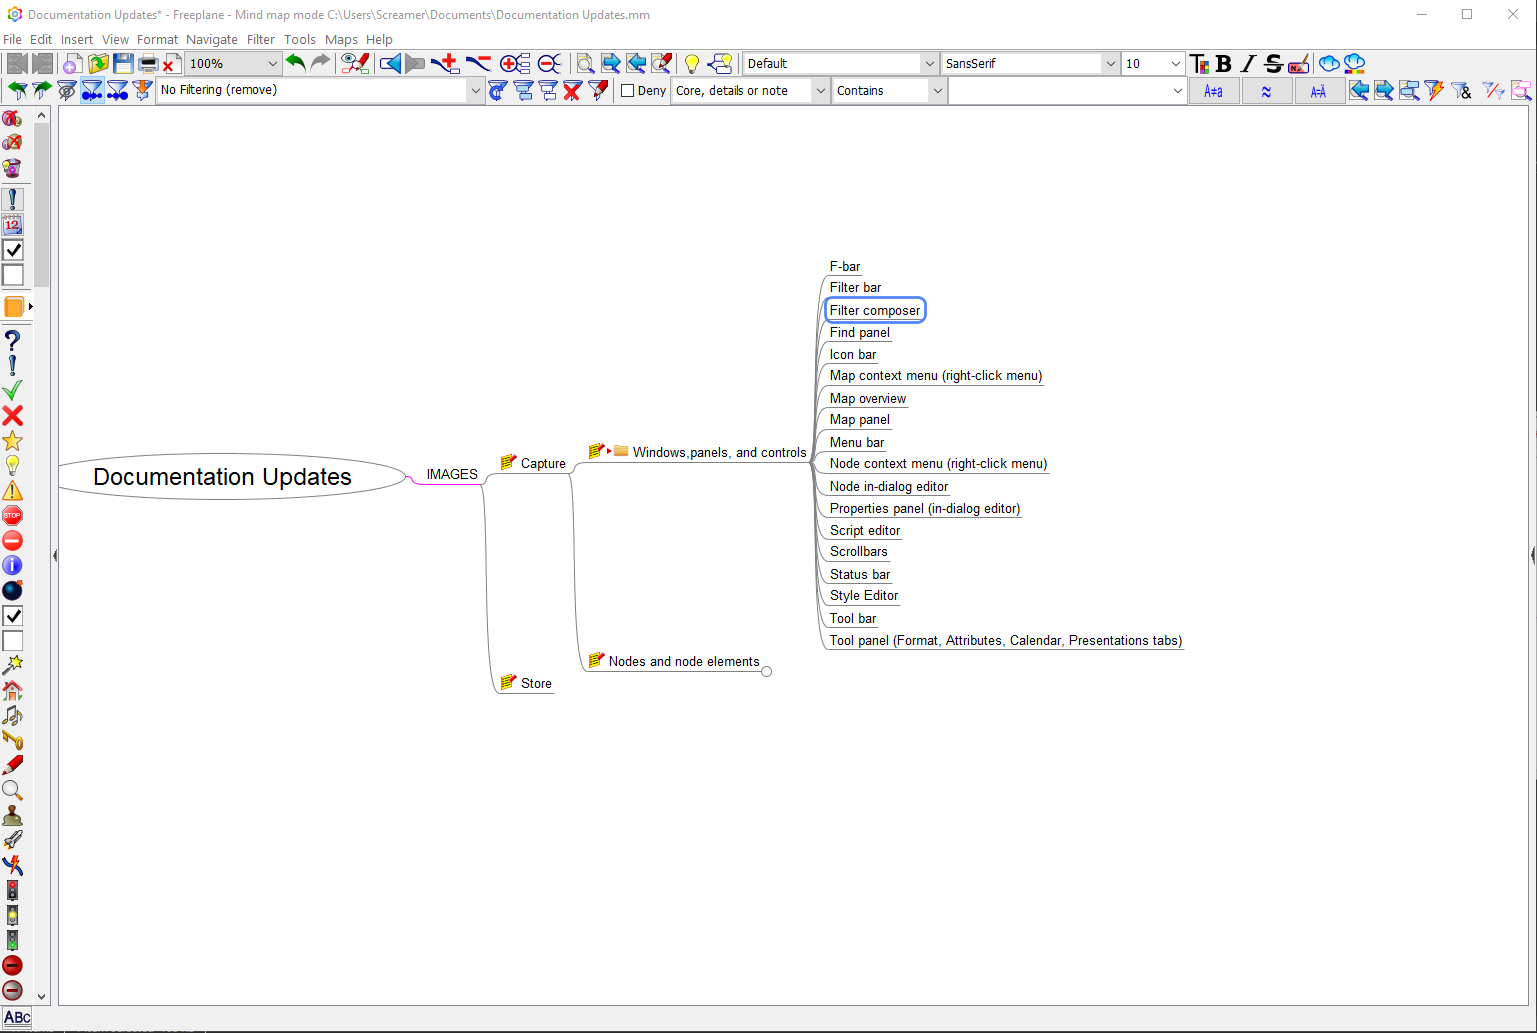 Documentation Updates* - Freeplane - Mind map mode C:\Users\Screamer\Documents\Documentation Updates.mm
File Edit Insert View Format Navigate Filter Tools Maps Help
100% Default SansSerif 10 B I S
No Filtering (remove) Deny Core, details or note Contains A≠a ≈ A=Ä
12
F-bar
Filter bar
Filter composer
Find panel
Icon bar
Map context menu (right-click menu)
Map overview
Map panel
Menu bar
Windows,panels, and controls
Node context menu (right-click menu)
Capture
IMAGES
Documentation Updates
Node in-dialog editor
Properties panel (in-dialog editor)
Script editor
Scrollbars
Status bar
Style Editor
Tool bar
Tool panel (Format, Attributes, Calendar, Presentations tabs)
Nodes and node elements
Store
STOP
ABC